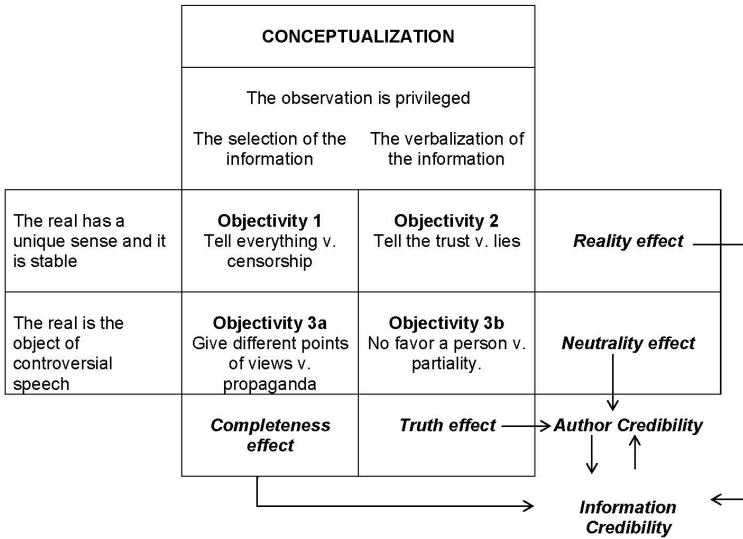 CONCEPTUALIZATION
The observation is privileged
The selection of the
information
The verbalization of
the information
The real has a
unique sense and it
is stable
Objectivity 1
Tell everything v.
censorship
Objectivity 2
Tell the trust v. lies
Reality effect
The real is the
object of
controversial
speech
Objectivity 3a
Give different points
of views v.
propaganda
Objectivity 3b
No favor a person v.
partiality.
Neutrality effect
Completeness
effect
Truth effect
Author Credibility
Information
Credibility